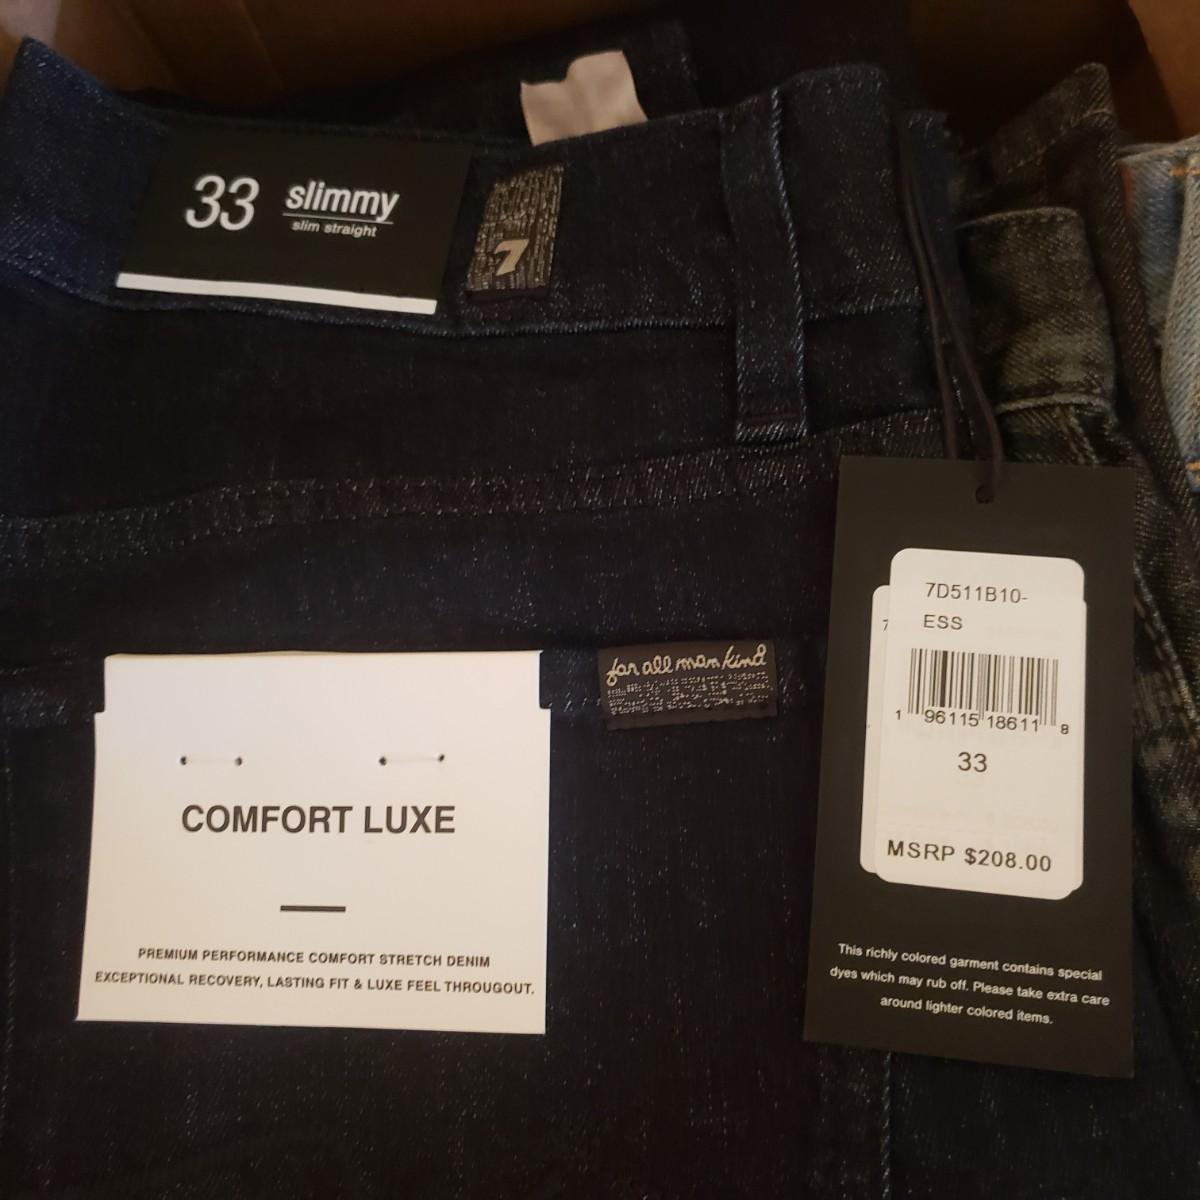 33 slimmy
slim straight
7
for all mankind
COMFORT LUXE
PREMIUM PERFORMANCE COMFORT STRETCH DENIM
EXCEPTIONAL RECOVERY, LASTING FIT & LUXE FEEL THROUGOUT.
7D511B10-
ESS
7
1 96115 18611 8
33
MSRP $208.00
This richly colored garment contains special
dyes which may rub off. Please take extra care
around lighter colored items.